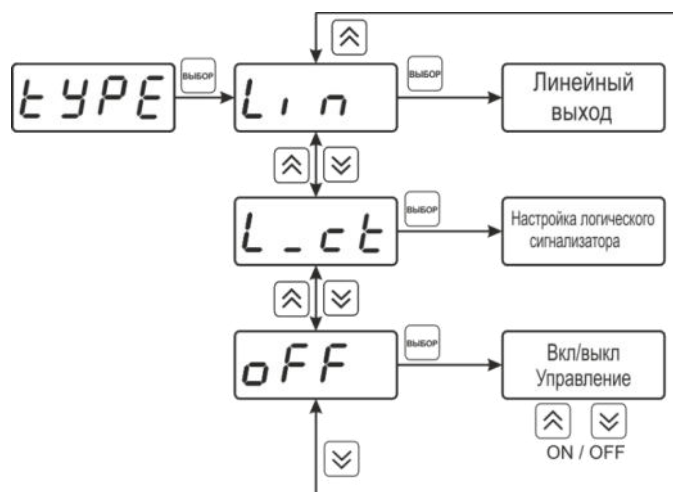 tYPE
ВЫБОР
Lin
ВЫБОР
Линейный
выход
L_ct
ВЫБОР
Настройка логического
сигнализатора
oFF
ВЫБОР
Вкл/выкл
Управление
ON / OFF